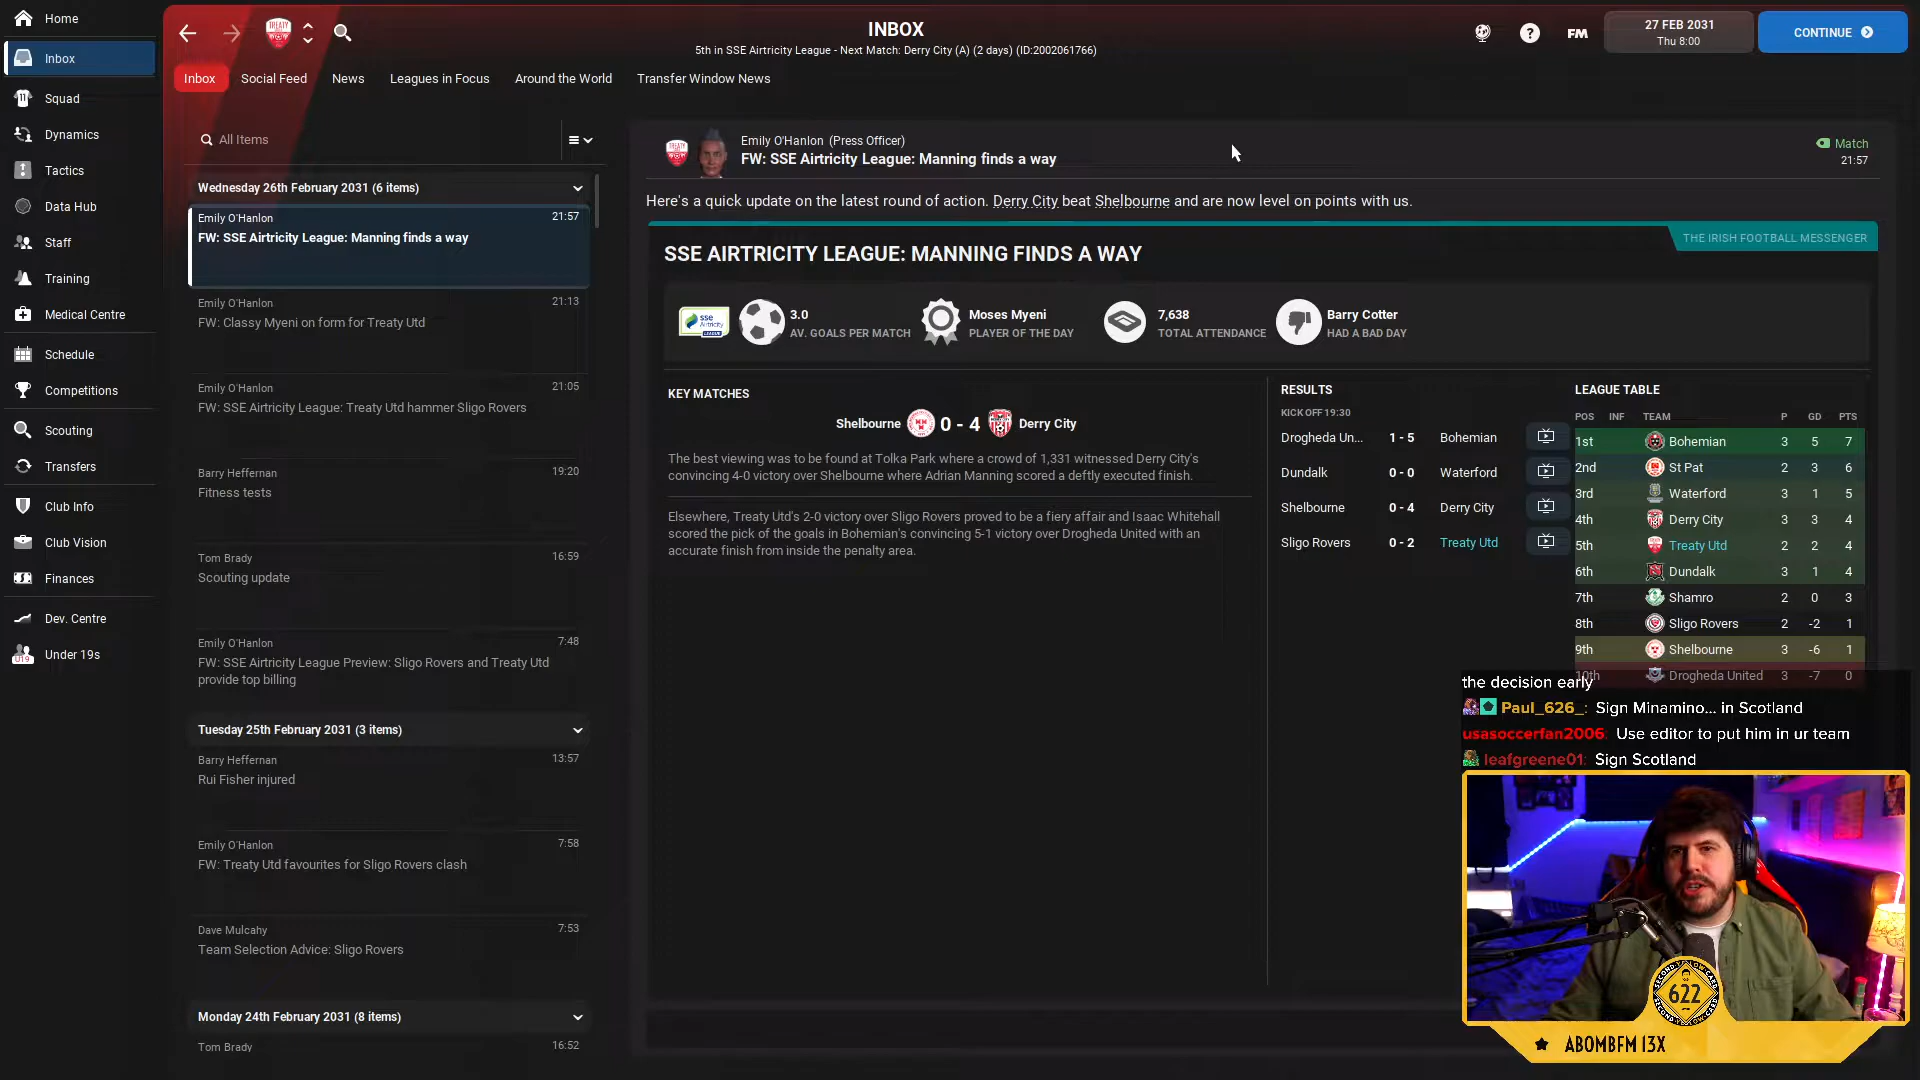 Home
Inbox
Squad
Dynamics
Tactics
Data Hub
Staff
Training
Medical Centre
Schedule
Competitions
Scouting
Transfers
Club Info
Club Vision
Finances
Dev. Centre
U19
Under 19s
TREATY
INBOX
5th in SSE Airtricity League - Next Match: Derry City (A) (2 days) (ID:2002061766)
FM
27 FEB 2031
Thu 8:00
CONTINUE
Inbox
Social Feed
News
Leagues in Focus
Around the World
Transfer Window News
All Items
Wednesday 26th February 2031 (6 items)
Emily O'Hanlon 21:57
FW: SSE Airtricity League: Manning finds a way
Emily O'Hanlon 21:13
FW: Classy Myeni on form for Treaty Utd
Emily O'Hanlon 21:05
FW: SSE Airtricity League: Treaty Utd hammer Sligo Rovers
Barry Heffernan 19:20
Fitness tests
Tom Brady 16:59
Scouting update
Emily O'Hanlon 7:48
FW: SSE Airtricity League Preview: Sligo Rovers and Treaty Utd
provide top billing
Tuesday 25th February 2031 (3 items)
Barry Heffernan 13:57
Rui Fisher injured
Emily O'Hanlon 7:58
FW: Treaty Utd favourites for Sligo Rovers clash
Dave Mulcahy 7:53
Team Selection Advice: Sligo Rovers
Monday 24th February 2031 (8 items)
Tom Brady 16:52
Emily O'Hanlon (Press Officer)
FW: SSE Airtricity League: Manning finds a way
Match
21:57
Here's a quick update on the latest round of action. Derry City beat Shelbourne and are now level on points with us.
THE IRISH FOOTBALL MESSENGER
SSE AIRTRICITY LEAGUE: MANNING FINDS A WAY
sse Airtricity LEAGUE
3.0
AV. GOALS PER MATCH
Moses Myeni
PLAYER OF THE DAY
7,638
TOTAL ATTENDANCE
Barry Cotter
HAD A BAD DAY
KEY MATCHES
Shelbourne 0 - 4 Derry City
The best viewing was to be found at Tolka Park where a crowd of 1,331 witnessed Derry City's
convincing 4-0 victory over Shelbourne where Adrian Manning scored a deftly executed finish.
Elsewhere, Treaty Utd's 2-0 victory over Sligo Rovers proved to be a fiery affair and Isaac Whitehall
scored the pick of the goals in Bohemian's convincing 5-1 victory over Drogheda United with an
accurate finish from inside the penalty area.
RESULTS
KICK OFF 19:30
Drogheda Un... 1 - 5 Bohemian
Dundalk 0 - 0 Waterford
Shelbourne 0 - 4 Derry City
Sligo Rovers 0 - 2 Treaty Utd
LEAGUE TABLE
POS INF TEAM P GD PTS
1st Bohemian 3 5 7
2nd St Pat 2 3 6
3rd Waterford 3 1 5
4th Derry City 3 3 4
5th Treaty Utd 2 2 4
6th Dundalk 3 1 4
7th Shamro 2 0 3
8th Sligo Rovers 2 -2 1
9th Shelbourne 3 -6 1
10th Drogheda United 3 -7 0
the decision early
Paul_626_: Sign Minamino... in Scotland
usasoccerfan2006: Use editor to put him in ur team
leafgreene01: Sign Scotland
SECOND YELLOW CARD
622
SECOND YELLOW CARD
ABOMBFM 13X